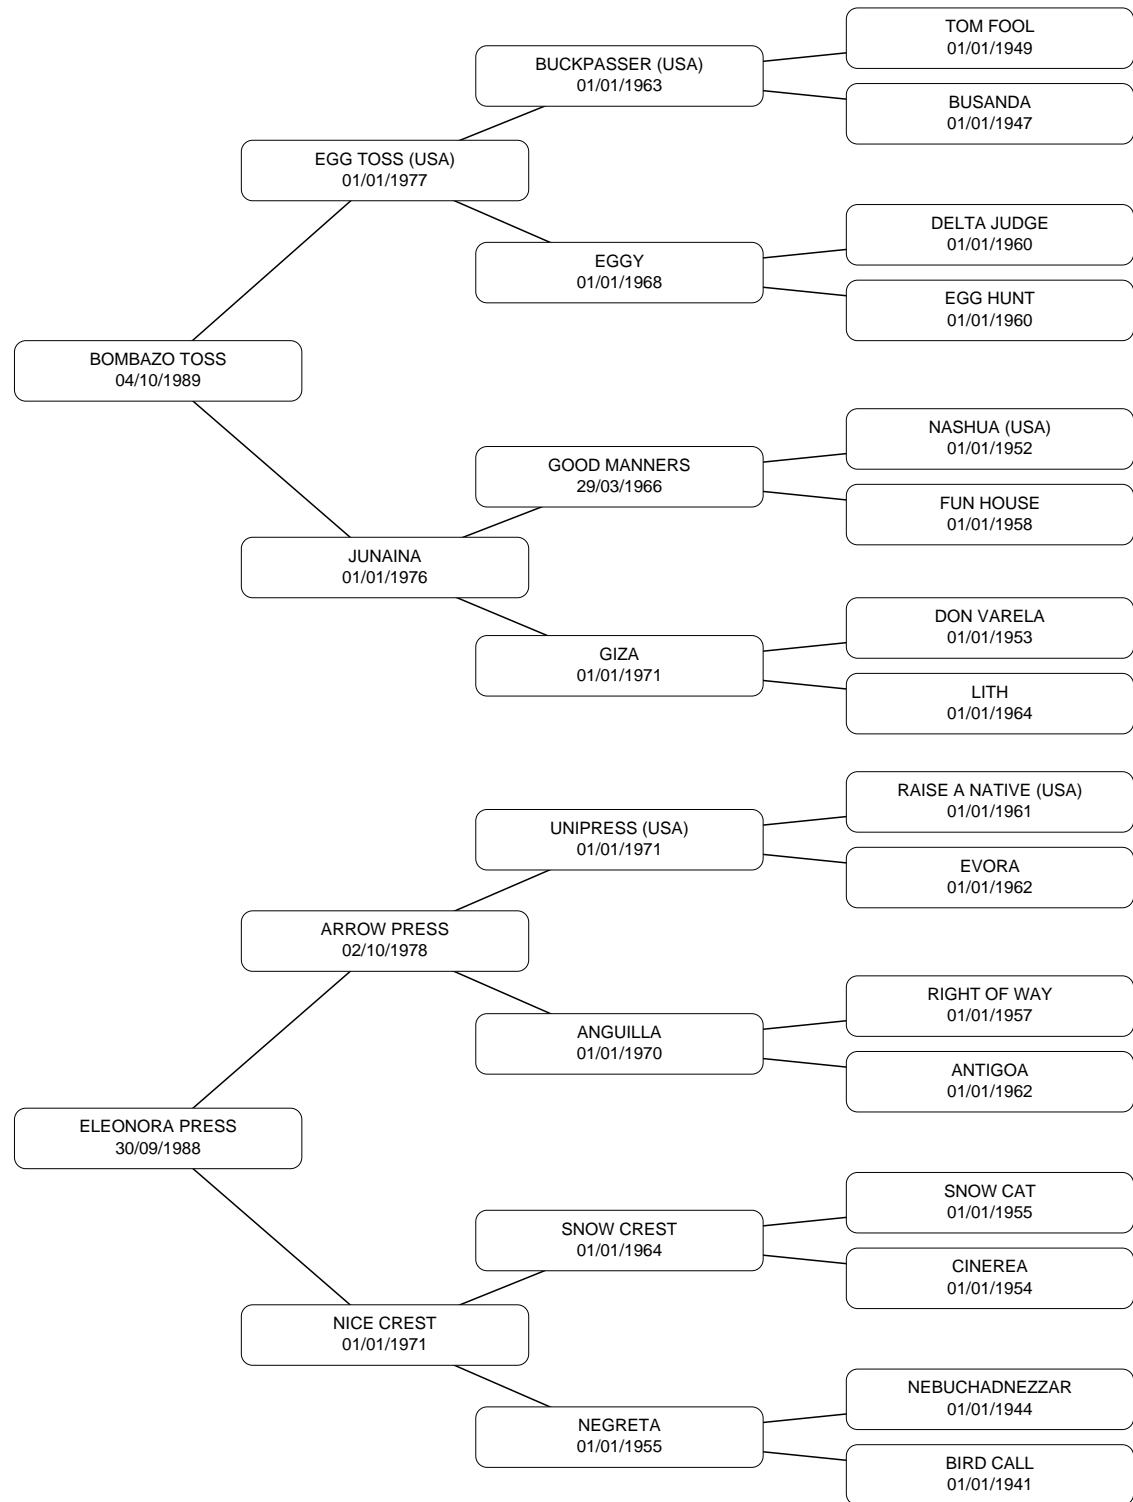 TOM FOOL
01/01/1949
BUCKPASSER (USA)
01/01/1963
BUSANDA
01/01/1947
EGG TOSS (USA)
01/01/1977
DELTA JUDGE
01/01/1960
EGGY
01/01/1968
EGG HUNT
01/01/1960
BOMBAZO TOSS
04/10/1989
NASHUA (USA)
01/01/1952
GOOD MANNERS
29/03/1966
FUN HOUSE
01/01/1958
JUNAINA
01/01/1976
DON VARELA
01/01/1953
GIZA
01/01/1971
LITH
01/01/1964
RAISE A NATIVE (USA)
01/01/1961
UNIPRESS (USA)
01/01/1971
EVORA
01/01/1962
ARROW PRESS
02/10/1978
RIGHT OF WAY
01/01/1957
ANGUILLA
01/01/1970
ANTIGOA
01/01/1962
ELEONORA PRESS
30/09/1988
SNOW CAT
01/01/1955
SNOW CREST
01/01/1964
CINEREA
01/01/1954
NICE CREST
01/01/1971
NEBUCHADNEZZAR
01/01/1944
NEGRETA
01/01/1955
BIRD CALL
01/01/1941